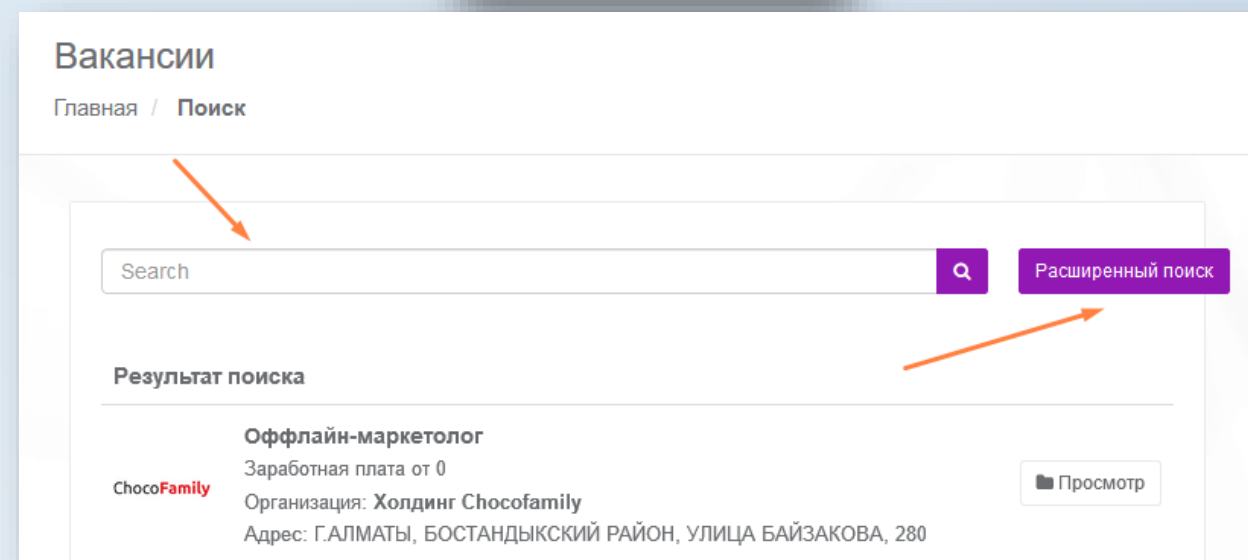 Вакансии
Главная / Поиск
Search
Расширенный поиск
Результат поиска
Оффлайн-маркетолог
Заработная плата от 0
ChocoFamily
Просмотр
Организация: Холдинг Chocofamily
Адрес: Г.АЛМАТЫ, БОСТАНДЫКСКИЙ РАЙОН, УЛИЦА БАЙЗАКОВА, 280